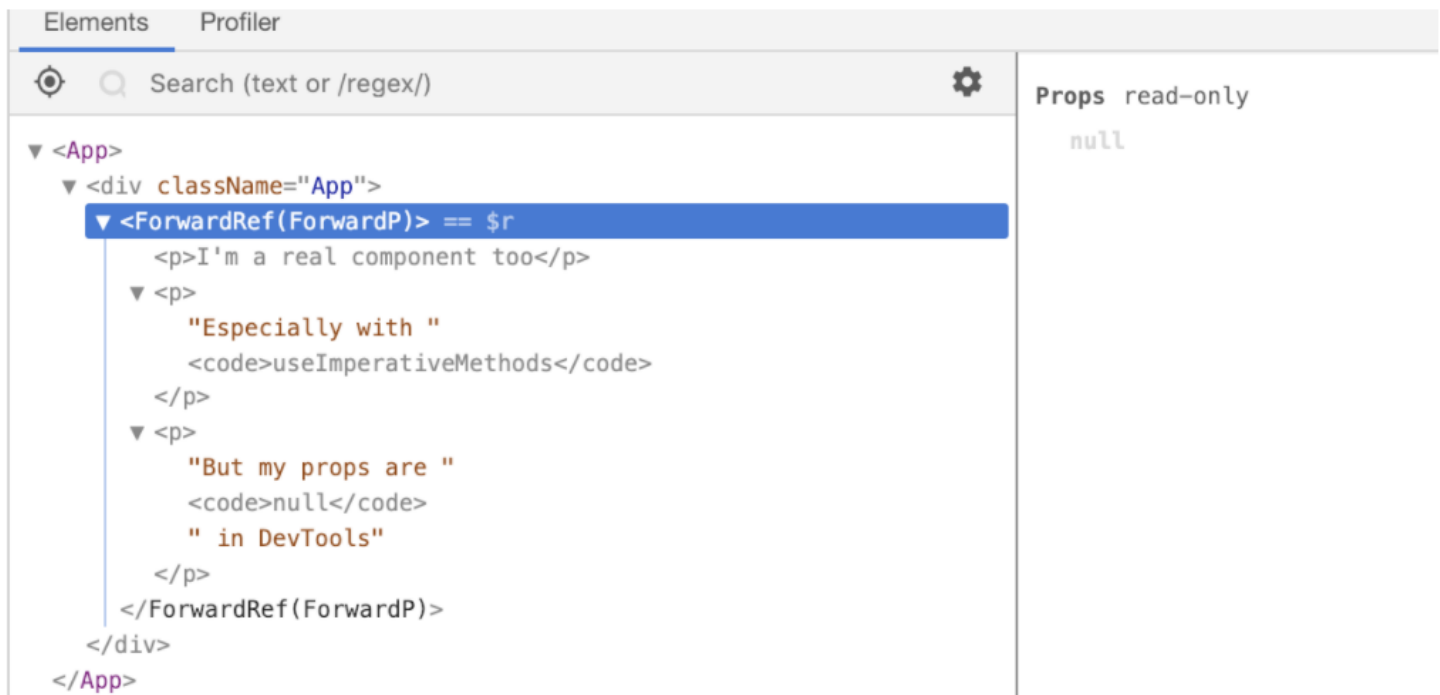 Elements Profiler
Search (text or /regex/)
Props read-only
null
▼ <App>
▼ <div className="App">
▼ <ForwardRef(ForwardP)> == $r
<p>I'm a real component too</p>
▼ <p>
"Especially with "
<code>useImperativeMethods</code>
</p>
▼ <p>
"But my props are "
<code>null</code>
" in DevTools"
</p>
</ForwardRef(ForwardP)>
</div>
</App>